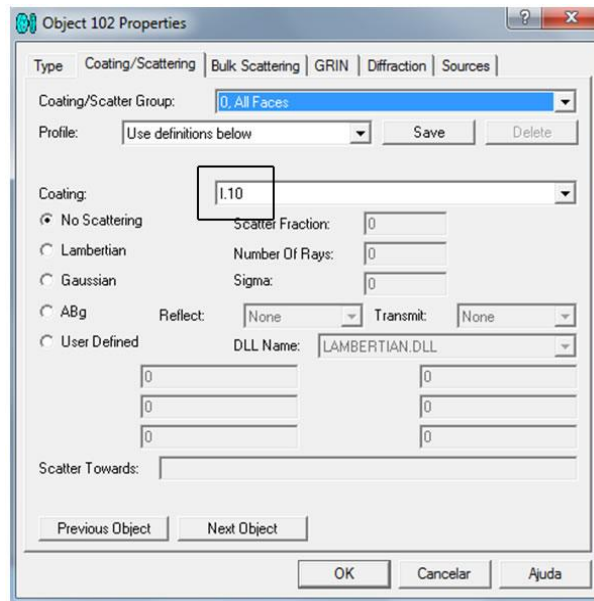 Object 102 Properties
Type Coating/Scattering Bulk Scattering GRIN Diffraction Sources
Coating/Scatter Group: 0, All Faces
Profile: Use definitions below Save Delete
Coating: I.10
No Scattering Scatter Fraction: 0
Lambertian Number Of Rays: 0
Gaussian Sigma: 0
ABg Reflect: None Transmit: None
User Defined DLL Name: LAMBERTIAN.DLL
0 0
0 0
0 0
Scatter Towards:
Previous Object Next Object
OK Cancelar Ajuda